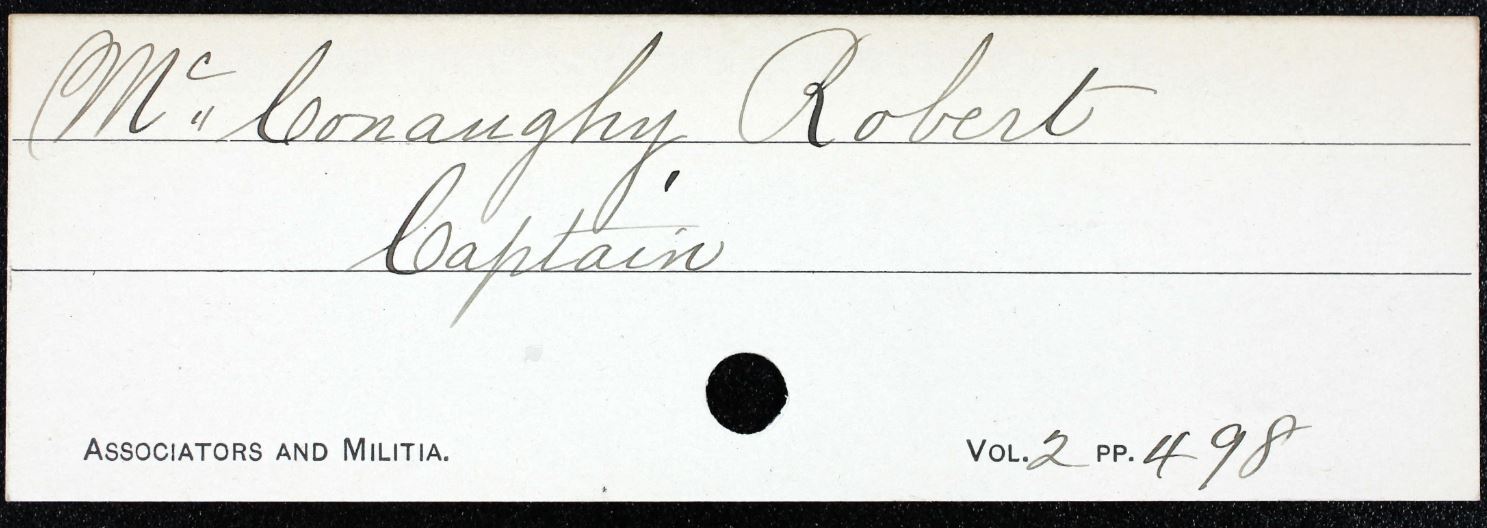 Mc Conaughy Robert
Captain
ASSOCIATORS AND MILITIA. VOL. 2 PP. 498